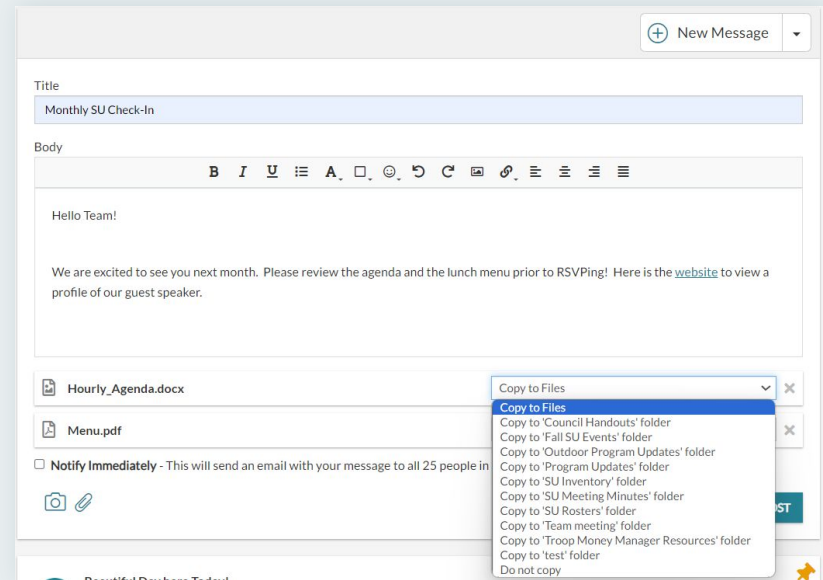 New Message
Title
Monthly SU Check-In
Body
B I U A
Hello Team!
We are excited to see you next month. Please review the agenda and the lunch menu prior to RSVPing! Here is the website to view a
profile of our guest speaker.
Hourly_Agenda.docx
Copy to Files
Copy to Files
Copy to 'Council Handouts' folder
Copy to 'Fall SU Events' folder
Copy to 'Outdoor Program Updates' folder
Copy to 'Program Updates' folder
Copy to 'SU Inventory' folder
Copy to 'SU Meeting Minutes' folder
Copy to 'SU Rosters' folder
Copy to 'Team meeting' folder
Copy to 'Troop Money Manager Resources' folder
Copy to 'test' folder
Do not copy
Menu.pdf
Notify Immediately - This will send an email with your message to all 25 people in